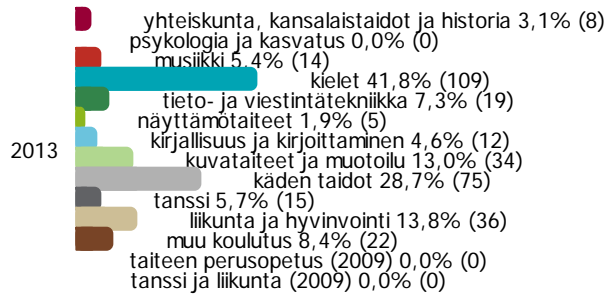 yhteiskunta, kansalaistaidot ja historia 3,1% (8)
psykologia ja kasvatus 0,0% (0)
musiikki 5,4% (14)
kielet 41,8% (109)
tieto- ja viestintätekniikka 7,3% (19)
näyttämötaiteet 1,9% (5)
kirjallisuus ja kirjoittaminen 4,6% (12)
2013
kuvataiteet ja muotoilu 13,0% (34)
käden taidot 28,7% (75)
tanssi 5,7% (15)
liikunta ja hyvinvointi 13,8% (36)
muu koulutus 8,4% (22)
taiteen perusopetus (2009) 0,0% (0)
tanssi ja liikunta (2009) 0,0% (0)